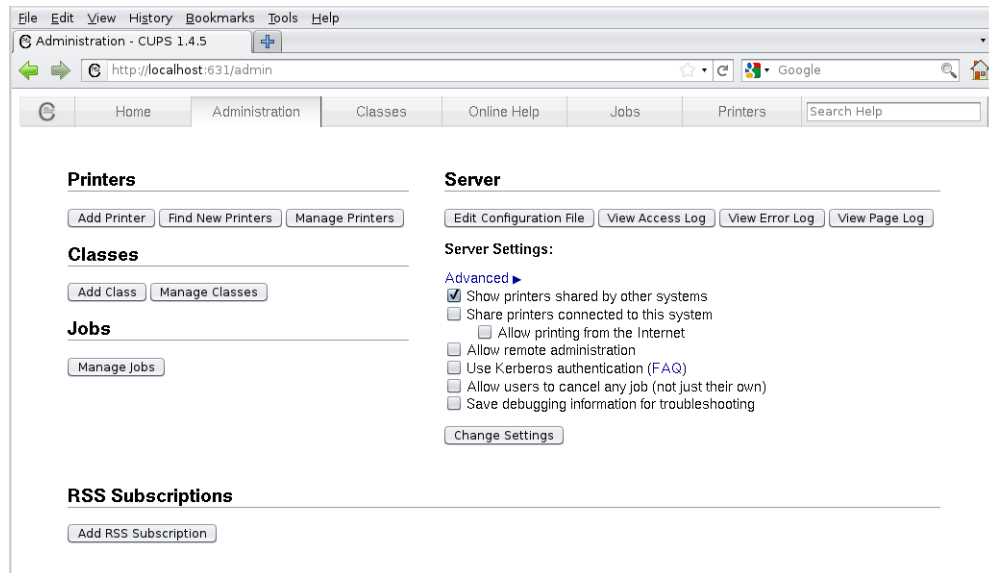 File Edit View History Bookmarks Tools Help
Administration - CUPS 1.4.5
http://localhost:631/admin
Google
Home Administration Classes Online Help Jobs Printers Search Help
Printers
Add Printer Find New Printers Manage Printers
Classes
Add Class Manage Classes
Jobs
Manage Jobs
Server
Edit Configuration File View Access Log View Error Log View Page Log
Server Settings:
Advanced ▶
Show printers shared by other systems
Share printers connected to this system
Allow printing from the Internet
Allow remote administration
Use Kerberos authentication (FAQ)
Allow users to cancel any job (not just their own)
Save debugging information for troubleshooting
Change Settings
RSS Subscriptions
Add RSS Subscription